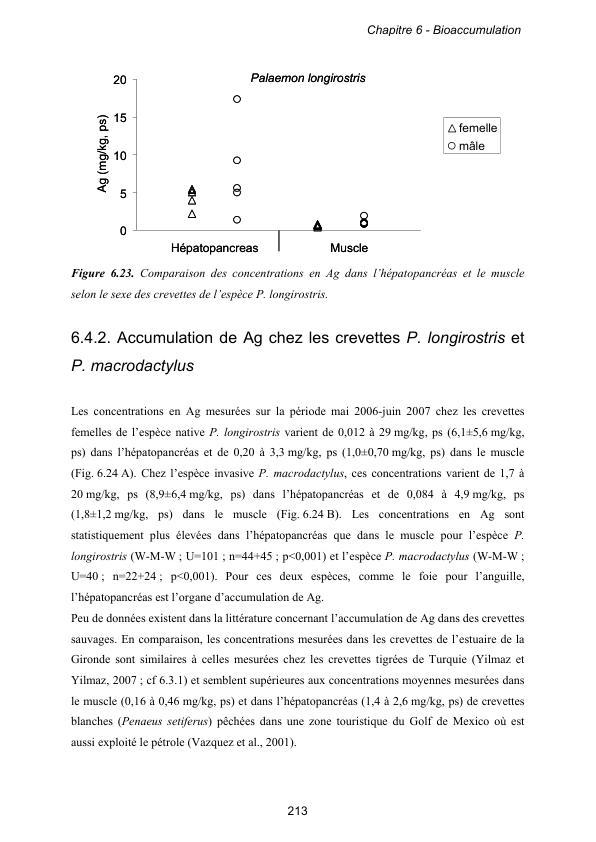 Chapitre 6 - Bioaccumulation
Palaemon longirostris
20
15
10
5
0
Ag (mg/kg, ps)
femelle
mâle
Hépatopancreas
Muscle
Figure 6.23. Comparaison des concentrations en Ag dans l'hépatopancréas et le muscle
selon le sexe des crevettes de l'espèce P. longirostris.
6.4.2. Accumulation de Ag chez les crevettes P. longirostris et
P. macrodactylus
Les concentrations en Ag mesurées sur la période mai 2006-juin 2007 chez les crevettes
femelles de l'espèce native P. longirostris varient de 0,012 à 29 mg/kg, ps (6,1±5,6 mg/kg,
ps) dans l'hépatopancréas et de 0,20 à 3,3 mg/kg, ps (1,0±0,70 mg/kg, ps) dans le muscle
(Fig. 6.24 A). Chez l'espèce invasive P. macrodactylus, ces concentrations varient de 1,7 à
20 mg/kg, ps (8,9±6,4 mg/kg, ps) dans l'hépatopancréas et de 0,084 à 4,9 mg/kg, ps
(1,8±1,2 mg/kg, ps) dans le muscle (Fig. 6.24 B). Les concentrations en Ag sont
statistiquement plus élevées dans l'hépatopancréas que dans le muscle pour l'espèce P.
longirostris (W-M-W ; U=101 ; n=44+45 ; p<0,001) et l'espèce P. macrodactylus (W-M-W ;
U=40 ; n=22+24 ; p<0,001). Pour ces deux espèces, comme le foie pour l'anguille,
l'hépatopancréas est l'organe d'accumulation de Ag.
Peu de données existent dans la littérature concernant l'accumulation de Ag dans des crevettes
sauvages. En comparaison, les concentrations mesurées dans les crevettes de l'estuaire de la
Gironde sont similaires à celles mesurées chez les crevettes tigrées de Turquie (Yilmaz et
Yilmaz, 2007 ; cf 6.3.1) et semblent supérieures aux concentrations moyennes mesurées dans
le muscle (0,16 à 0,46 mg/kg, ps) et dans l'hépatopancréas (1,4 à 2,6 mg/kg, ps) de crevettes
blanches (Penaeus setiferus) pêchées dans une zone touristique du Golf de Mexico où est
aussi exploité le pétrole (Vazquez et al., 2001).
213